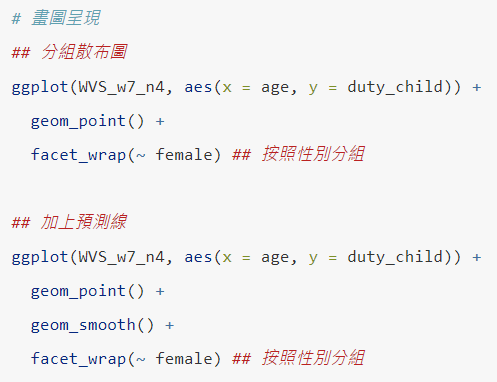 # 畫圖呈現
## 分組散布圖
ggplot(WVS_w7_n4, aes(x = age, y = duty_child)) +
  geom_point() +
  facet_wrap(~ female) ## 按照性別分組

## 加上預測線
ggplot(WVS_w7_n4, aes(x = age, y = duty_child)) +
  geom_point() +
  geom_smooth() +
  facet_wrap(~ female) ## 按照性別分組